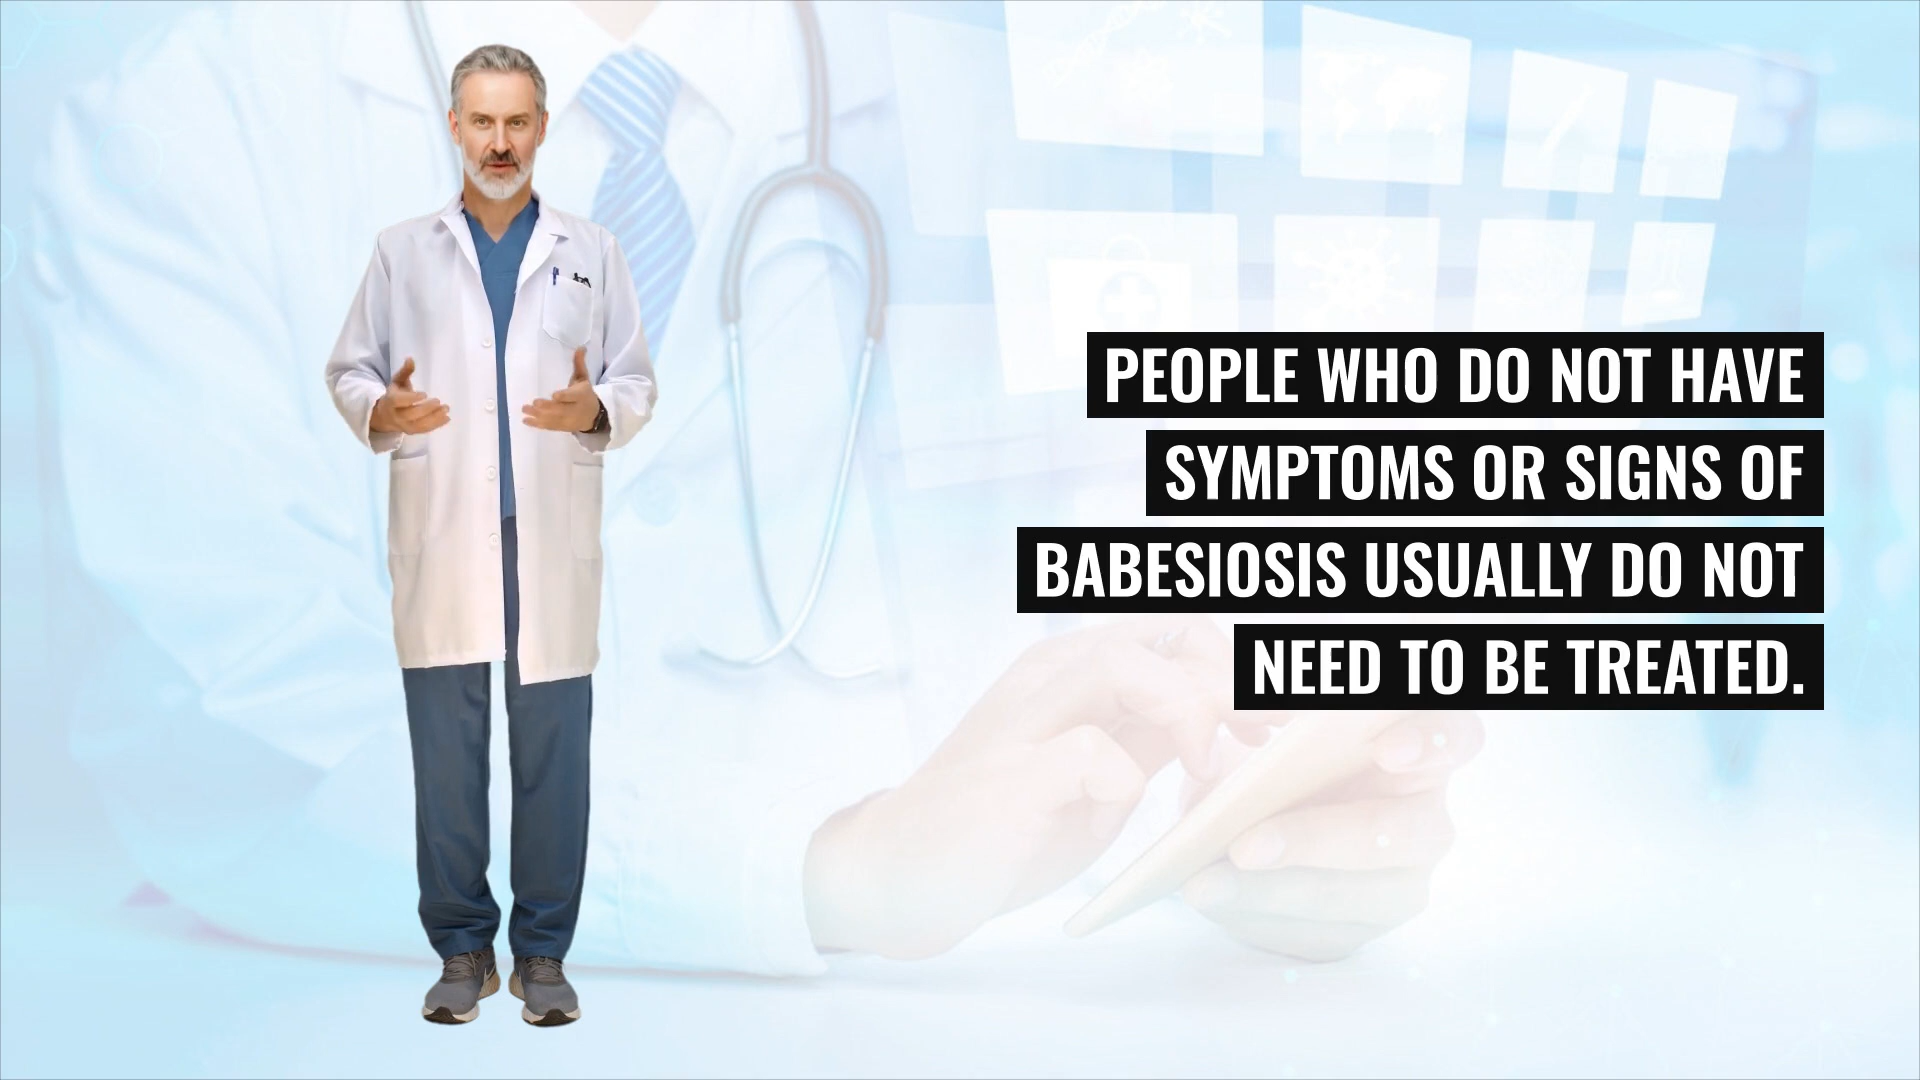 PEOPLE WHO DO NOT HAVE
SYMPTOMS OR SIGNS OF
BABESIOSIS USUALLY DO NOT
NEED TO BE TREATED.